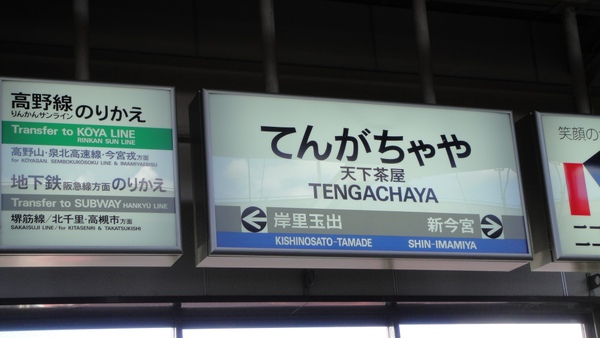 高野線のりかえ
りんかんサンライン
Transfer to KŌYA LINE
RINKAN SUN LINE
高野山・泉北高速線・今宮戎方面
for KOYASAN, SEMBOKUKOSOKU LINE & IMAMIYAEBISU
地下鉄阪急線方面のりかえ
Transfer to SUBWAY HANKYŪ LINE
堺筋線/北千里・高槻市方面
SAKAISUJI LINE/for KITASENRI & TAKATSUKISHI
てんがちゃや
天下茶屋
TENGACHAYA
岸里玉出 新今宮
KISHINOSATO-TAMADE SHIN-IMAMIYA
笑顔の